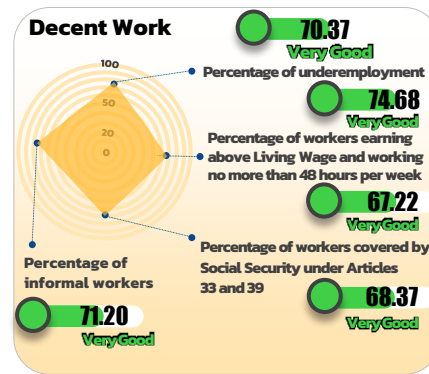 Decent Work
70.37
Very Good
100
50
20
0
Percentage of underemployment
74.68
Very Good
Percentage of workers earning
above Living Wage and working
no more than 48 hours per week
67.22
Very Good
Percentage of workers covered by
Social Security under Articles
33 and 39
68.37
Very Good
Percentage of
informal workers
71.20
Very Good